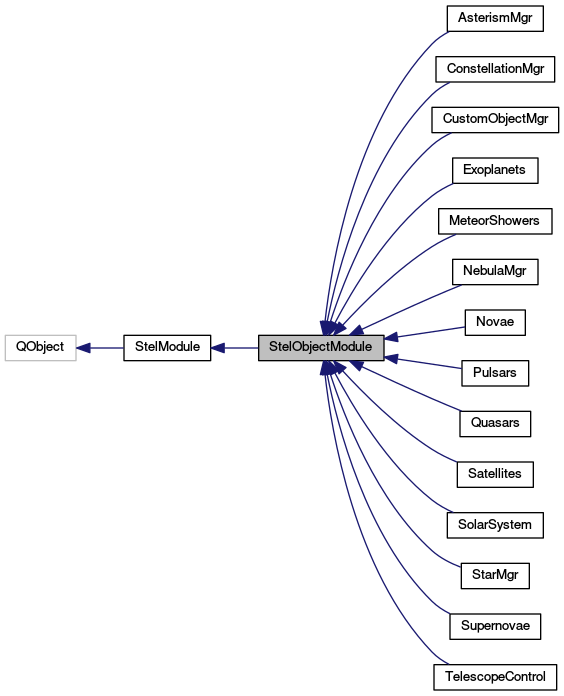 AsterismMgr
ConstellationMgr
CustomObjectMgr
Exoplanets
MeteorShowers
NebulaMgr
Novae
QObject
StelModule
StelObjectModule
Pulsars
Quasars
Satellites
SolarSystem
StarMgr
Supernovae
TelescopeControl